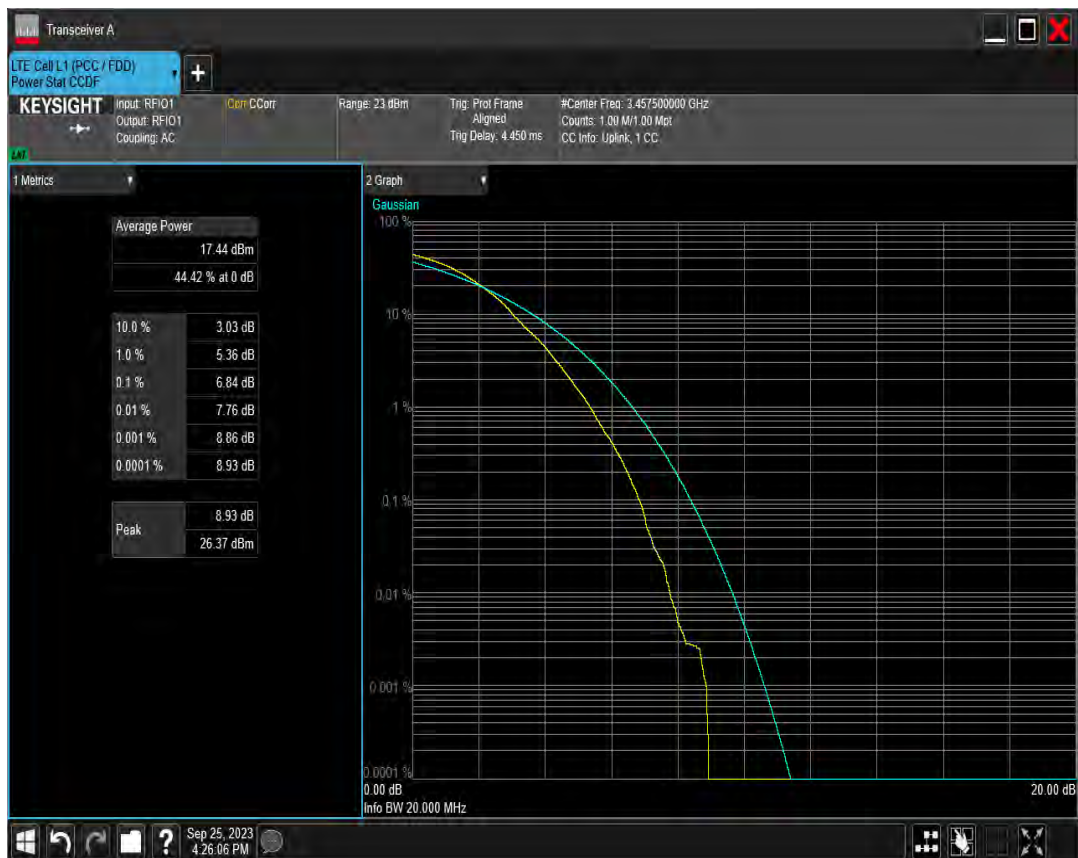 Transceiver A
LTE Cell L1 (PCC / FDD)
Power Stat CCDF
+
KEYSIGHT
Input: RFIO1
Output: RFIO1
Coupling: AC
Corr CCorr
Range: 23 dBm
Trig: Prot Frame
Aligned
Trig Delay: 4.450 ms
#Center Freq: 3.457500000 GHz
Counts: 1.00 M/1.00 Mpt
CC Info: Uplink, 1 CC
1 Metrics
Average Power
17.44 dBm
44.42 % at 0 dB
10.0 % 3.03 dB
1.0 % 5.36 dB
0.1 % 6.84 dB
0.01 % 7.76 dB
0.001 % 8.86 dB
0.0001 % 8.93 dB
Peak
8.93 dB
26.37 dBm
2 Graph
Gaussian
100 %
10 %
1 %
0.1 %
0.01 %
0.001 %
0.0001 %
0.00 dB 20.00 dB
Info BW 20.000 MHz
? Sep 25, 2023
4:26:06 PM